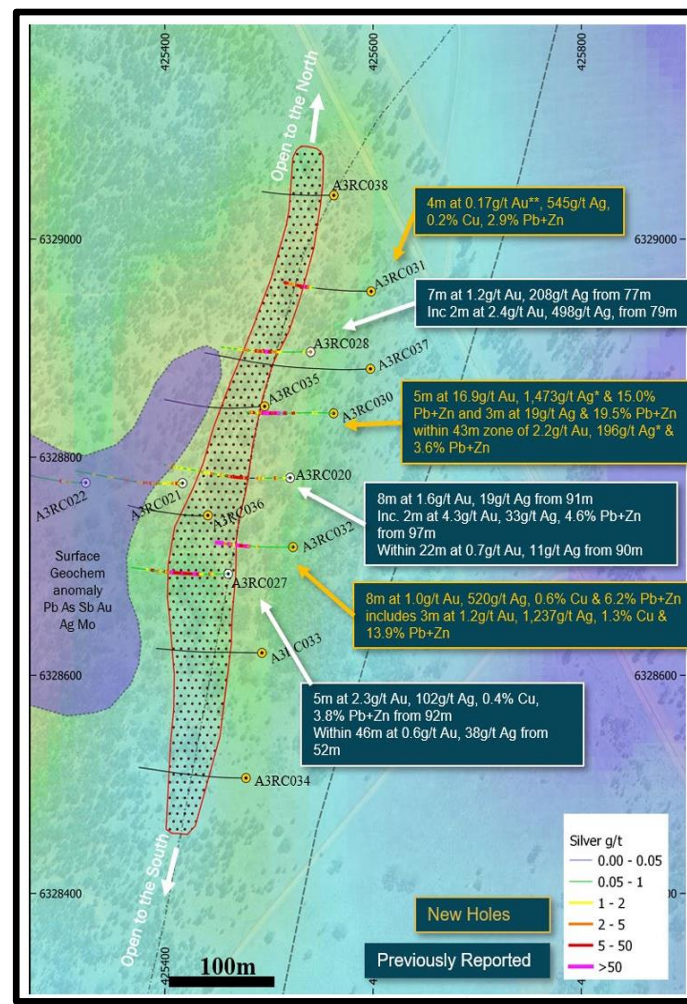 425400
425600
425800
Open to the North
A3RC038
4m at 0.17g/t Au**, 545g/t Ag,
0.2% Cu, 2.9% Pb+Zn
6329000
6329000
A3RC031
7m at 1.2g/t Au, 208g/t Ag from 77m
Inc 2m at 2.4g/t Au, 498g/t Ag, from 79m
A3RC028
A3RC037
A3RC035
A3RC030
5m at 16.9g/t Au, 1,473g/t Ag* & 15.0%
Pb+Zn and 3m at 19g/t Ag & 19.5% Pb+Zn
within 43m zone of 2.2g/t Au, 196g/t Ag* &
3.6% Pb+Zn
6328800
A3RC020
A3RC022
A3RC021
8m at 1.6g/t Au, 19g/t Ag from 91m
Inc. 2m at 4.3g/t Au, 33g/t Ag, 4.6% Pb+Zn
from 97m
Within 22m at 0.7g/t Au, 11g/t Ag from 90m
A3RC036
A3RC032
Surface
Geochem
anomaly
Pb As Sb Au
Ag Mo
A3RC027
8m at 1.0g/t Au, 520g/t Ag, 0.6% Cu & 6.2% Pb+Zn
includes 3m at 1.2g/t Au, 1,237g/t Ag, 1.3% Cu &
13.9% Pb+Zn
A3RC033
6328600
6328600
5m at 2.3g/t Au, 102g/t Ag, 0.4% Cu,
3.8% Pb+Zn from 92m
Within 46m at 0.6g/t Au, 38g/t Ag from
52m
A3RC034
Silver g/t
0.00 - 0.05
0.05 - 1
1 - 2
2 - 5
5 - 50
>50
6328400
6328400
Open to the South
New Holes
Previously Reported
425400
425600
100m